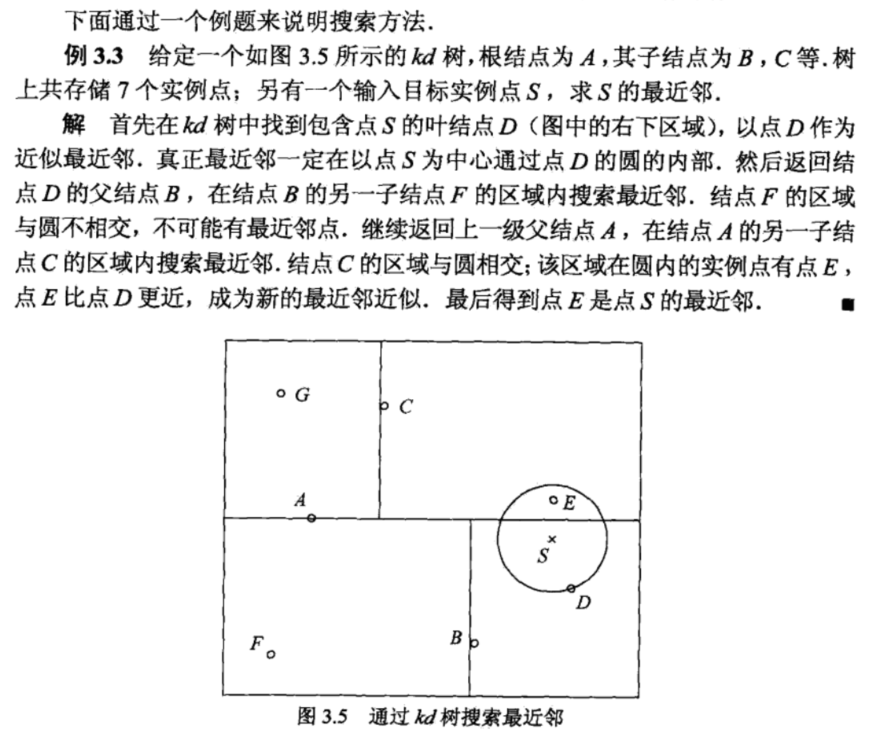 下面通过一个例题来说明搜索方法.
例 3.3 给定一个如图 3.5 所示的 kd 树,根结点为 A,其子结点为 B,C 等.树
上共存储 7 个实例点; 另有一个输入目标实例点 S, 求 S 的最近邻.
解 首先在 kd 树中找到包含点 S 的叶结点 D (图中的右下区域), 以点 D 作为
近似最近邻. 真正最近邻一定在以点 S 为中心通过点 D 的圆的内部. 然后返回结
点 D 的父结点 B, 在结点 B 的另一子结点 F 的区域内搜索最近邻. 结点 F 的区域
与圆不相交, 不可能有最近邻点. 继续返回上一级父结点 A, 在结点 A 的另一子结
点 C 的区域内搜索最近邻. 结点 C 的区域与圆相交; 该区域在圆内的实例点有点 E,
点 E 比点 D 更近, 成为新的最近邻近似. 最后得到点 E 是点 S 的最近邻. ■
G
C
A
E
S
D
F
B
图 3.5 通过 kd 树搜索最近邻